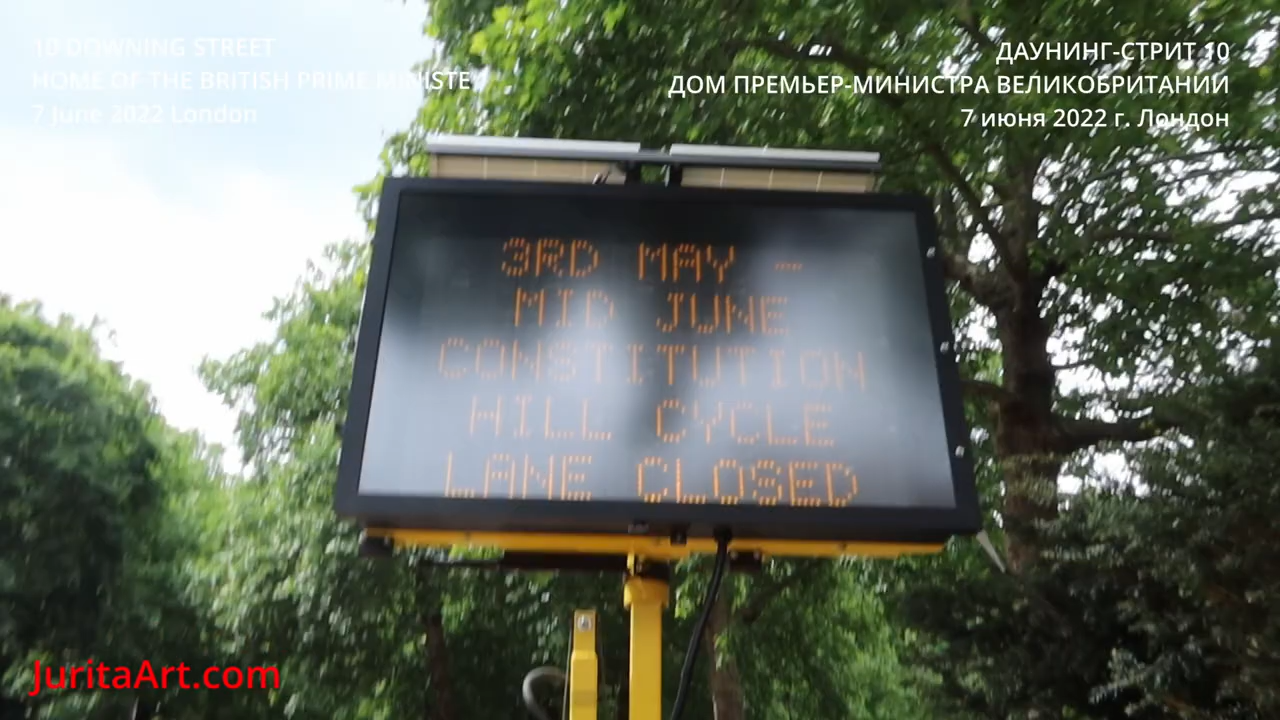 10 DOWNING STREET
HOME OF THE BRITISH PRIME MINISTE
7 June 2022 London
ДАУНИНГ-СТРИТ 10
ДОМ ПРЕМЬЕР-МИНИСТРА ВЕЛИКОБРИТАНИИ
7 июня 2022 г. Лондон
3RD MAY -
MID JUNE
CONSTITUTION
HILL CYCLE
LANE CLOSED
JuritaArt.com